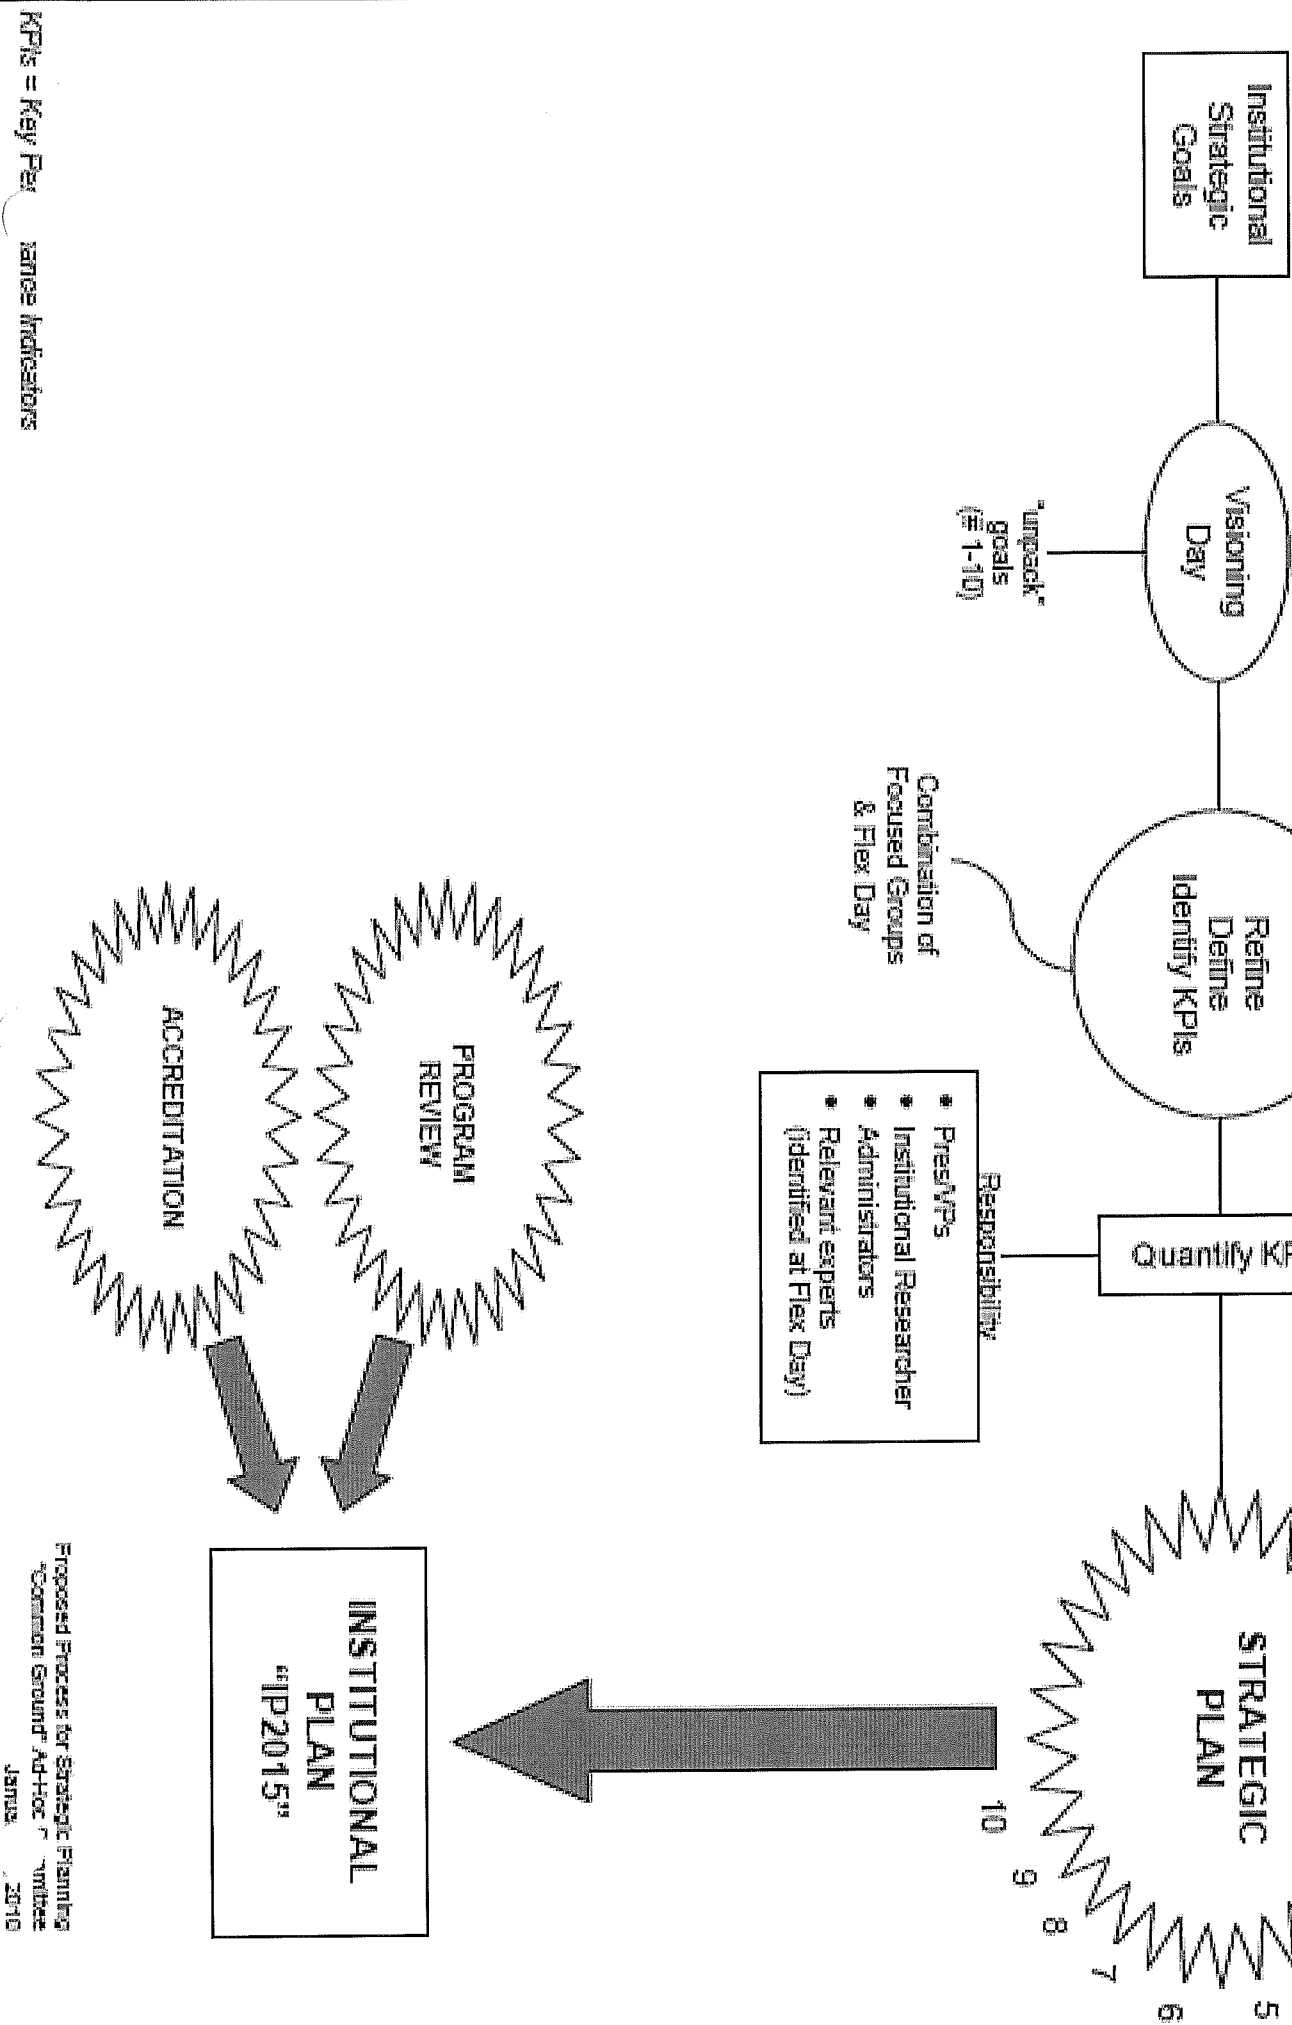 Institutional
Strategic
Goals
Visioning
Day
"unpack"
goals
(# 1-10)
Refine
Define
Identify KPIs
Combination of
Focused Groups
& Flex Day
Quantify
Responsibility
• Pres/VPs
• Institutional Researcher
• Administrators
• Relevant experts
(identified at Flex Day)
STRATEGIC
PLAN
5
6
7
8
9
10
PROGRAM
REVIEW
ACCREDITATION
INSTITUTIONAL
PLAN
"IP2015"
KPIs = Key Indicators
Proposed Process for Strategic Planning
"Common Ground" Ad-Hoc
2010